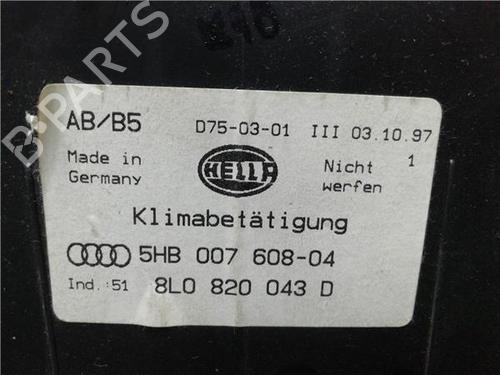 B-PARTS
AB/B5 D75-03-01 III 03.10.97
Made in Germany HELLA Nicht werfen 1
Klimabetätigung
5HB 007 608-04
Ind.:51 8L0 820 043 D